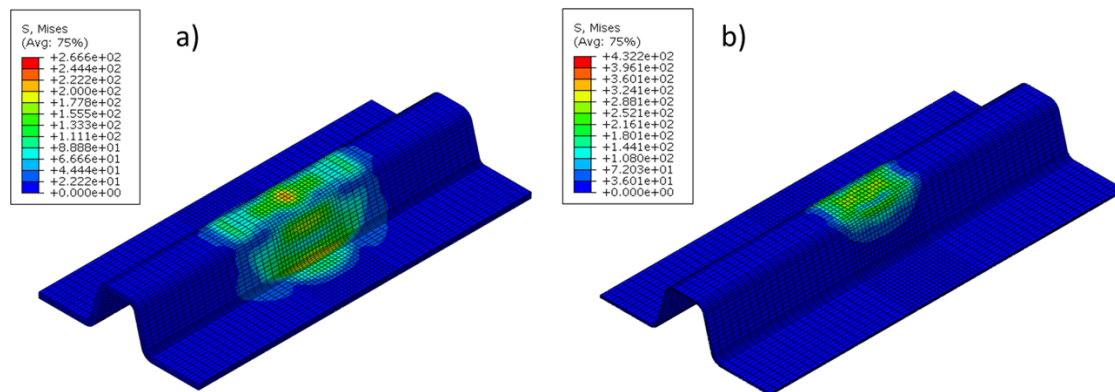 S, Mises
(Avg: 75%)
+2.666e+02
+2.444e+02
+2.222e+02
+2.000e+02
+1.778e+02
+1.555e+02
+1.333e+02
+1.111e+02
+8.888e+01
+6.666e+01
+4.444e+01
+2.222e+01
+0.000e+00
a)
S, Mises
(Avg: 75%)
+4.322e+02
+3.961e+02
+3.601e+02
+3.241e+02
+2.881e+02
+2.521e+02
+2.161e+02
+1.801e+02
+1.441e+02
+1.080e+02
+7.203e+01
+3.601e+01
+0.000e+00
b)